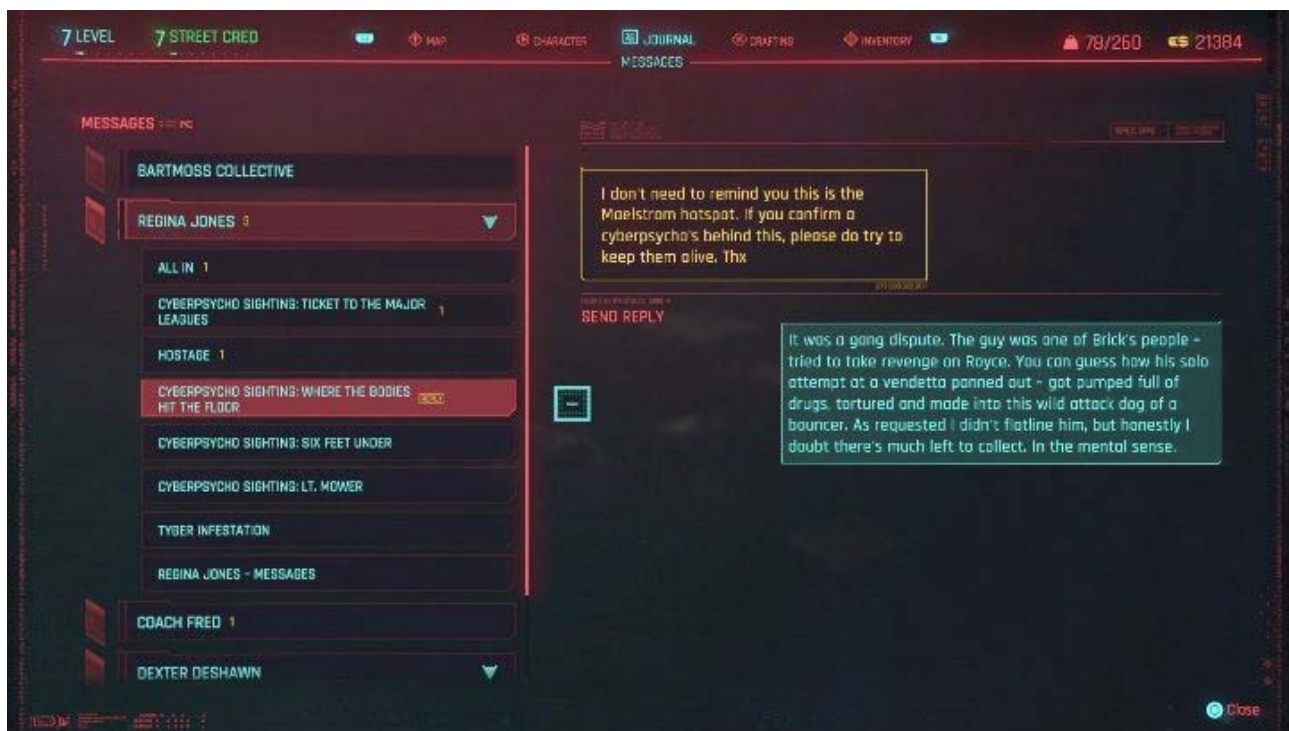 7 LEVEL
7 STREET CRED
MAP
CHARACTER
JOURNAL
CRAFTING
INVENTORY
78/260
€$ 21384
MESSAGES
MESSAGES
BARTMOSS COLLECTIVE
REGINA JONES 3
ALL IN 1
CYBERPSYCHO SIGHTING: TICKET TO THE MAJOR 1
LEAGUES
HOSTAGE 1
CYBERPSYCHO SIGHTING: WHERE THE BODIES
HIT THE FLOOR
CYBERPSYCHO SIGHTING: SIX FEET UNDER
CYBERPSYCHO SIGHTING: LT. MOWER
TYGER INFESTATION
REGINA JONES - MESSAGES
COACH FRED 1
DEXTER DESHAWN
I don't need to remind you this is the
Maelstrom hotspot. If you confirm a
cyberpsycho's behind this, please do try to
keep them alive. Thx
SEND REPLY
It was a gang dispute. The guy was one of Brick's people -
tried to take revenge on Royce. You can guess how his solo
attempt at a vendetta panned out - got pumped full of
drugs, tortured and made into this wild attack dog of a
bouncer. As requested I didn't flatline him, but honestly I
doubt there's much left to collect. In the mental sense.
Close